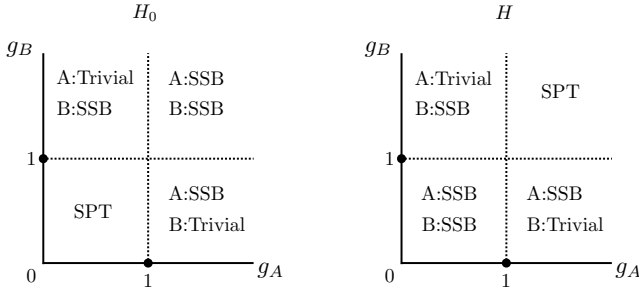 H₀
g_B
A:Trivial
B:SSB
A:SSB
B:SSB
1
SPT
A:SSB
B:Trivial
0
1
g_A
H
g_B
A:Trivial
B:SSB
SPT
1
A:SSB
B:SSB
A:SSB
B:Trivial
0
1
g_A